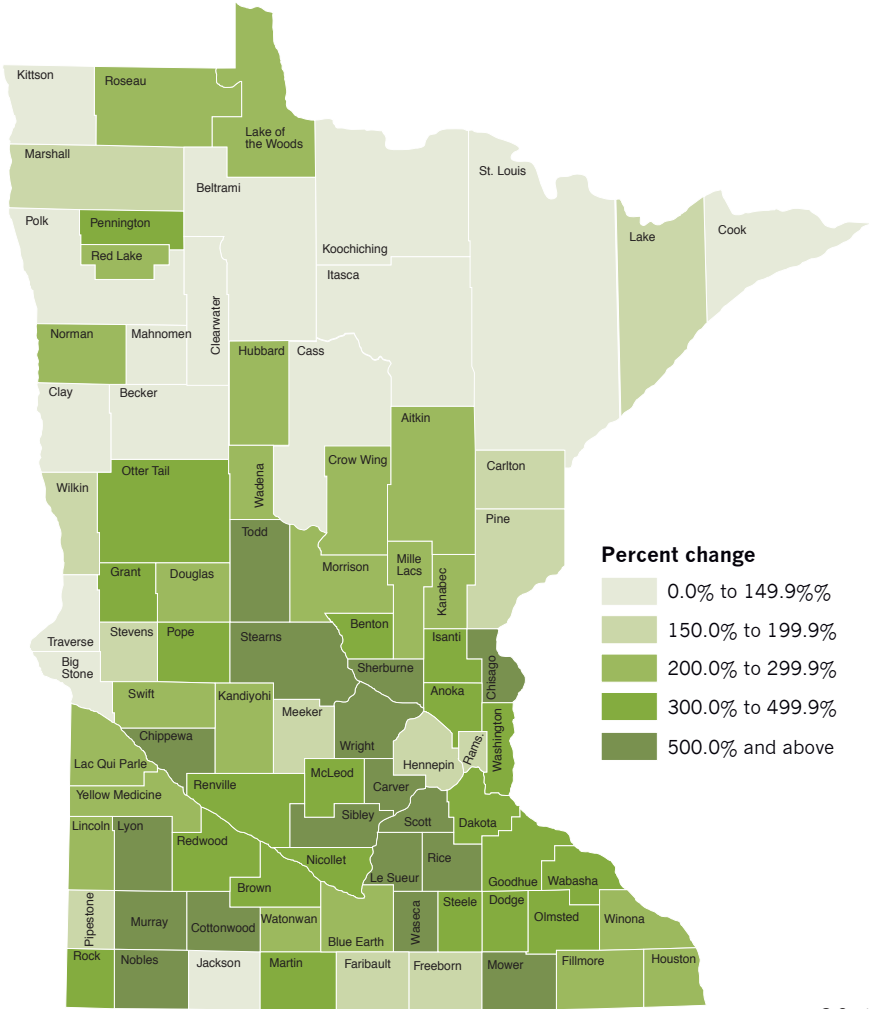 Kittson
Roseau
Lake of
the Woods
Marshall
Beltrami
St. Louis
Polk
Pennington
Koochiching
Lake
Cook
Red Lake
Itasca
Clearwater
Norman
Mahnomen
Hubbard
Cass
Clay
Becker
Aitkin
Otter Tail
Wadena
Crow Wing
Carlton
Wilkin
Pine
Todd
Percent change
0.0% to 149.9%%
150.0% to 199.9%
200.0% to 299.9%
300.0% to 499.9%
500.0% and above
Grant
Douglas
Morrison
Mille
Lacs
Kanabec
Traverse
Stevens
Pope
Stearns
Benton
Isanti
Big
Stone
Sherburne
Chisago
Swift
Kandiyohi
Anoka
Meeker
Washington
Chippewa
Wright
Rams.
Lac Qui Parle
Hennepin
McLeod
Renville
Carver
Yellow Medicine
Sibley
Scott
Dakota
Lincoln
Lyon
Redwood
Nicollet
Rice
Le Sueur
Goodhue
Wabasha
Brown
Pipestone
Murray
Cottonwood
Watonwan
Blue Earth
Waseca
Steele
Dodge
Olmsted
Winona
Rock
Nobles
Jackson
Martin
Faribault
Freeborn
Mower
Fillmore
Houston